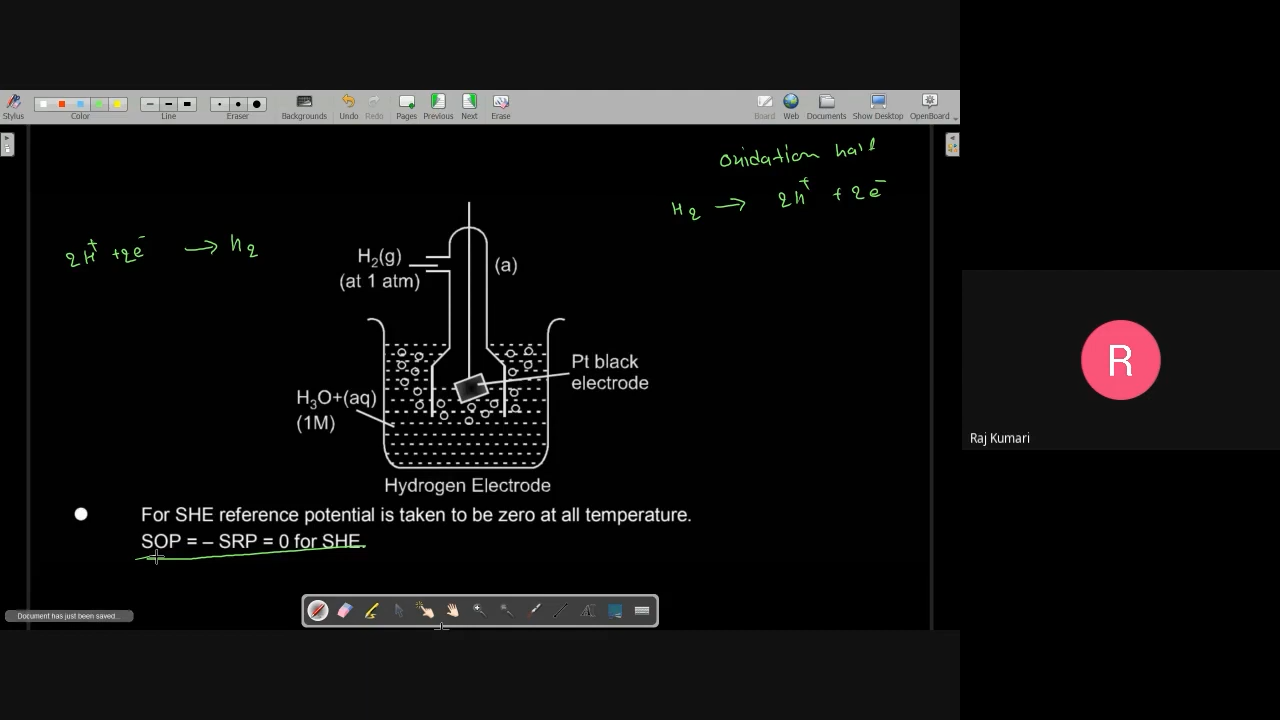 Stylus
Color
Line
Eraser
Backgrounds
Undo
Redo
Pages
Previous
Next
Erase
Board
Web
Documents
Show Desktop
OpenBoard
oxidation half
H2 → 2H+ + 2e-
2H+ + 2e- → H2
H2(g)
(at 1 atm)
(a)
Pt black
electrode
H3O+(aq)
(1M)
Hydrogen Electrode
For SHE reference potential is taken to be zero at all temperature.
SOP = – SRP = 0 for SHE.
Document has just been saved...
R
Raj Kumari